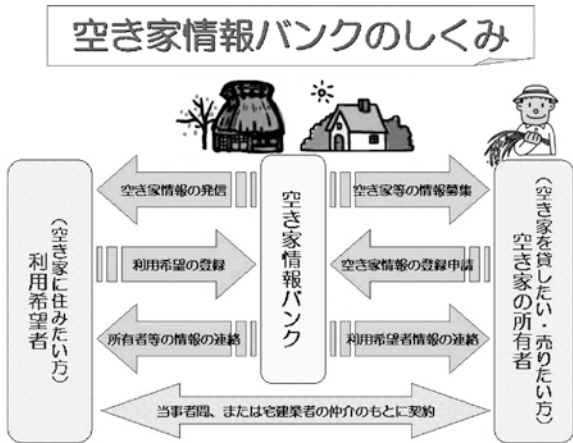 空き家情報バンクのしくみ
利用希望者
（空き家に住みたい方）
空き家情報の発信
利用希望の登録
所有者等の情報の連絡
空き家情報バンク
空き家等の情報募集
空き家情報の登録申請
利用希望者情報の連絡
（空き家を貸したい・売りたい方）
空き家の所有者
当事者間、または宅建業者の仲介のもとに契約